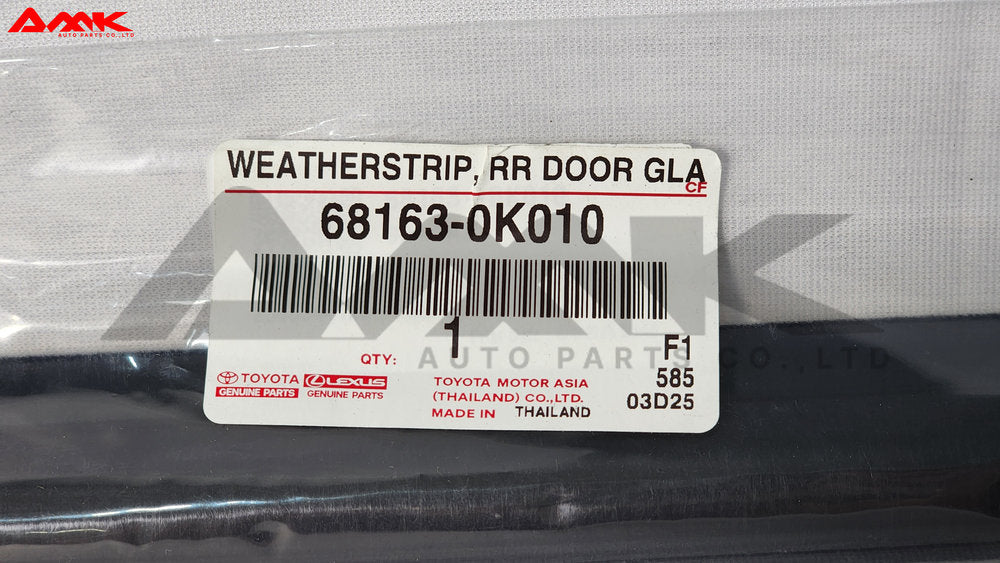 AMK
AUTO PARTS CO.,LTD
WEATHERSTRIP, RR DOOR GLA
CF
68163-0K010
AMK
AUTO PARTS CO.,LTD
QTY: 1
F1
TOYOTA
GENUINE PARTS
LEXUS
GENUINE PARTS
TOYOTA MOTOR ASIA
(THAILAND) CO.,LTD.
MADE IN THAILAND
585
03D25